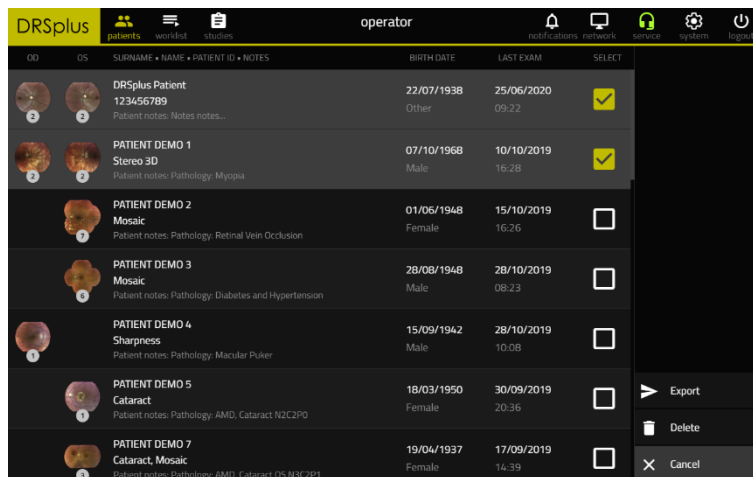 DRSplus
patients
worklist
studies
operator
notifications
network
service
system
logout
OD OS SURNAME • NAME • PATIENT ID • NOTES BIRTH DATE LAST EXAM SELECT
DRSplus Patient
123456789
Patient notes: Notes notes...
22/07/1938
Other
25/06/2020
09:22
2
2
PATIENT DEMO 1
Stereo 3D
Patient notes: Pathology: Myopia
07/10/1968
Male
10/10/2019
16:28
2
2
PATIENT DEMO 2
Mosaic
Patient notes: Pathology: Retinal Vein Occlusion
01/06/1948
Female
15/10/2019
16:26
7
PATIENT DEMO 3
Mosaic
Patient notes: Pathology: Diabetes and Hypertension
28/08/1948
Male
28/10/2019
08:23
6
PATIENT DEMO 4
Sharpness
Patient notes: Pathology: Macular Puker
15/09/1942
Male
28/10/2019
10:08
1
PATIENT DEMO 5
Cataract
Patient notes: Pathology: AMD, Cataract N2C2P0
18/03/1950
Female
30/09/2019
20:36
1
PATIENT DEMO 7
Cataract, Mosaic
Patient notes: Pathology: AMD, Cataract OS N3C2P1
19/04/1937
Female
17/09/2019
14:39
3
Export
Delete
Cancel